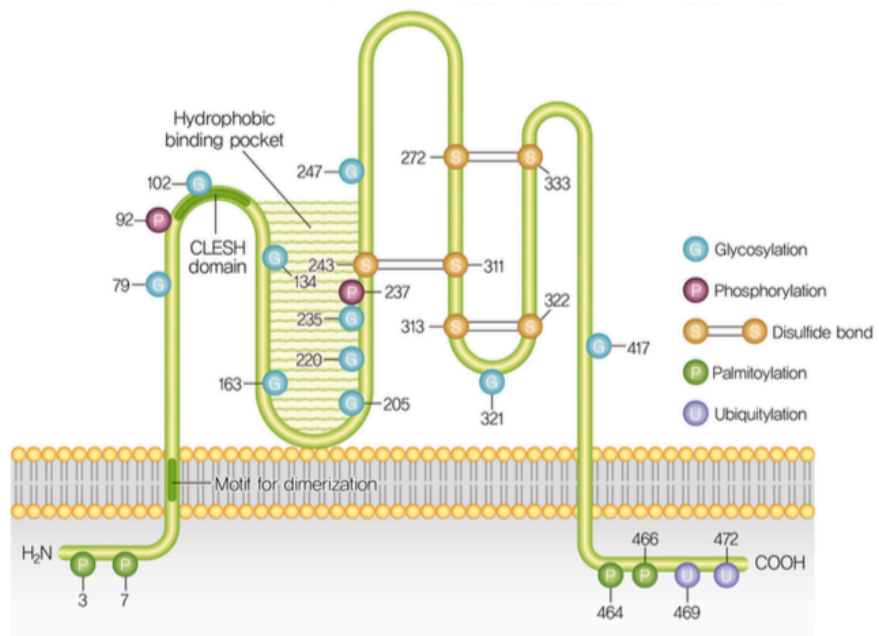 Hydrophobic
binding pocket
102 G
247 G
272 S S
333
92 P
CLESH
domain
G
134
243 S S 311
79 G
P 237
235 G
322
313 S S
220 G
G 417
163 G
G 205
G
321
G Glycosylation
P Phosphorylation
S S Disulfide bond
P Palmitoylation
U Ubiquitylation
Motif for dimerization
H₂N
P P
3 7
466 472
COOH
P P U U
464 469